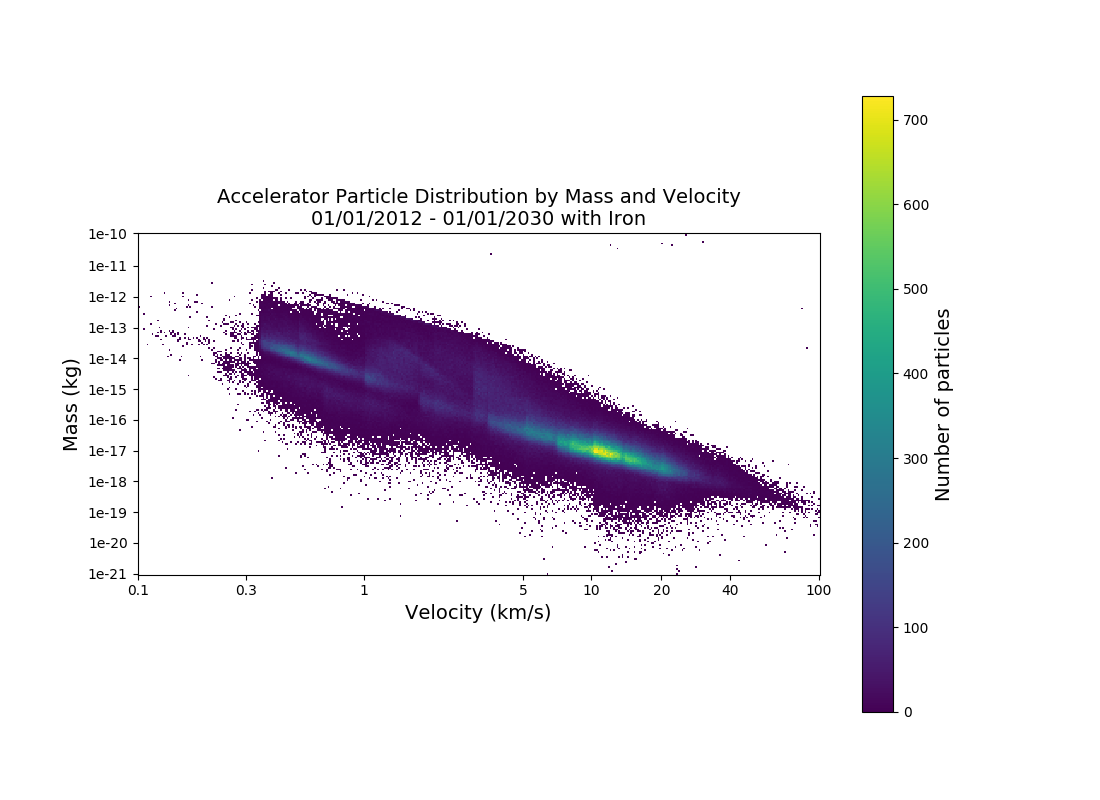 Accelerator Particle Distribution by Mass and Velocity
01/01/2012 - 01/01/2030 with Iron
1e-10
1e-11
1e-12
1e-13
1e-14
1e-15
1e-16
1e-17
1e-18
1e-19
1e-20
1e-21
Mass (kg)
0.1 0.3 1 5 10 20 40 100
Velocity (km/s)
700
600
500
400
300
200
100
0
Number of particles